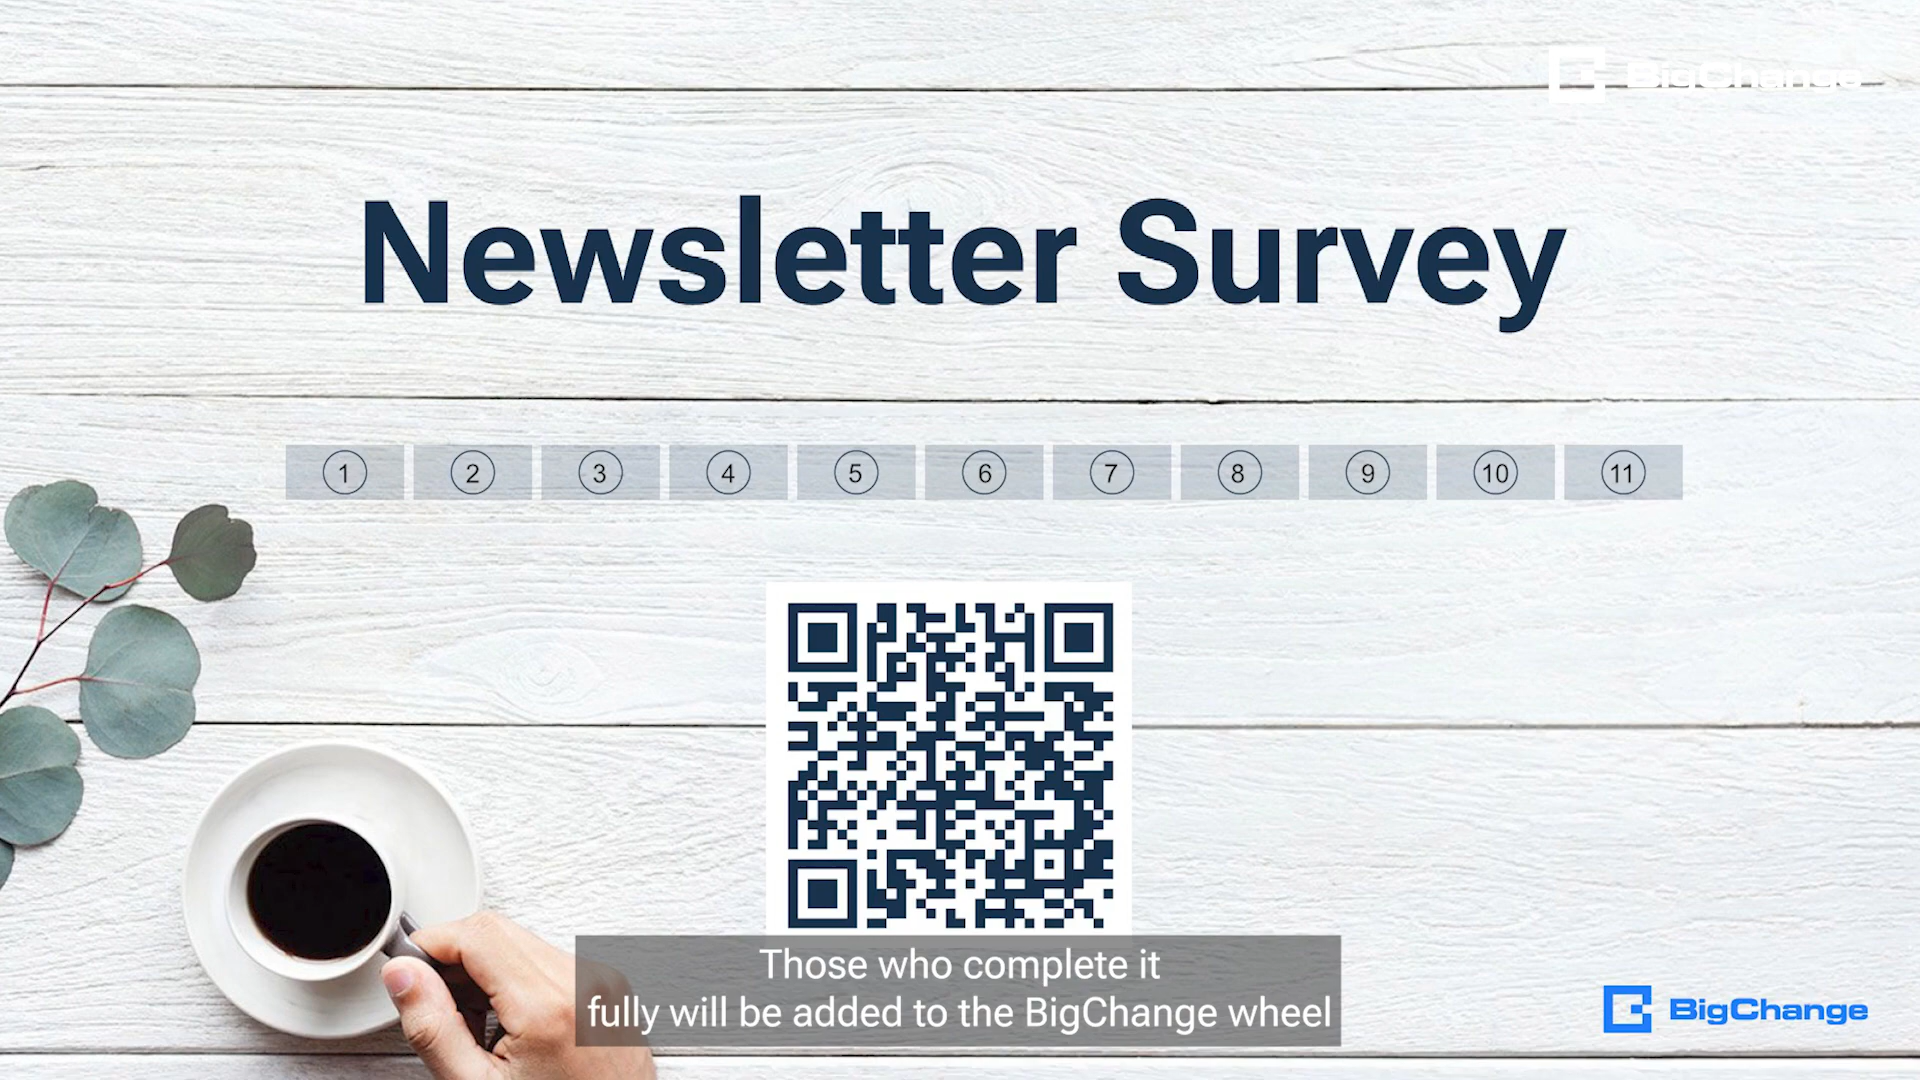 BigChange
Newsletter Survey
1 2 3 4 5 6 7 8 9 10 11
Those who complete it
fully will be added to the BigChange wheel
BigChange